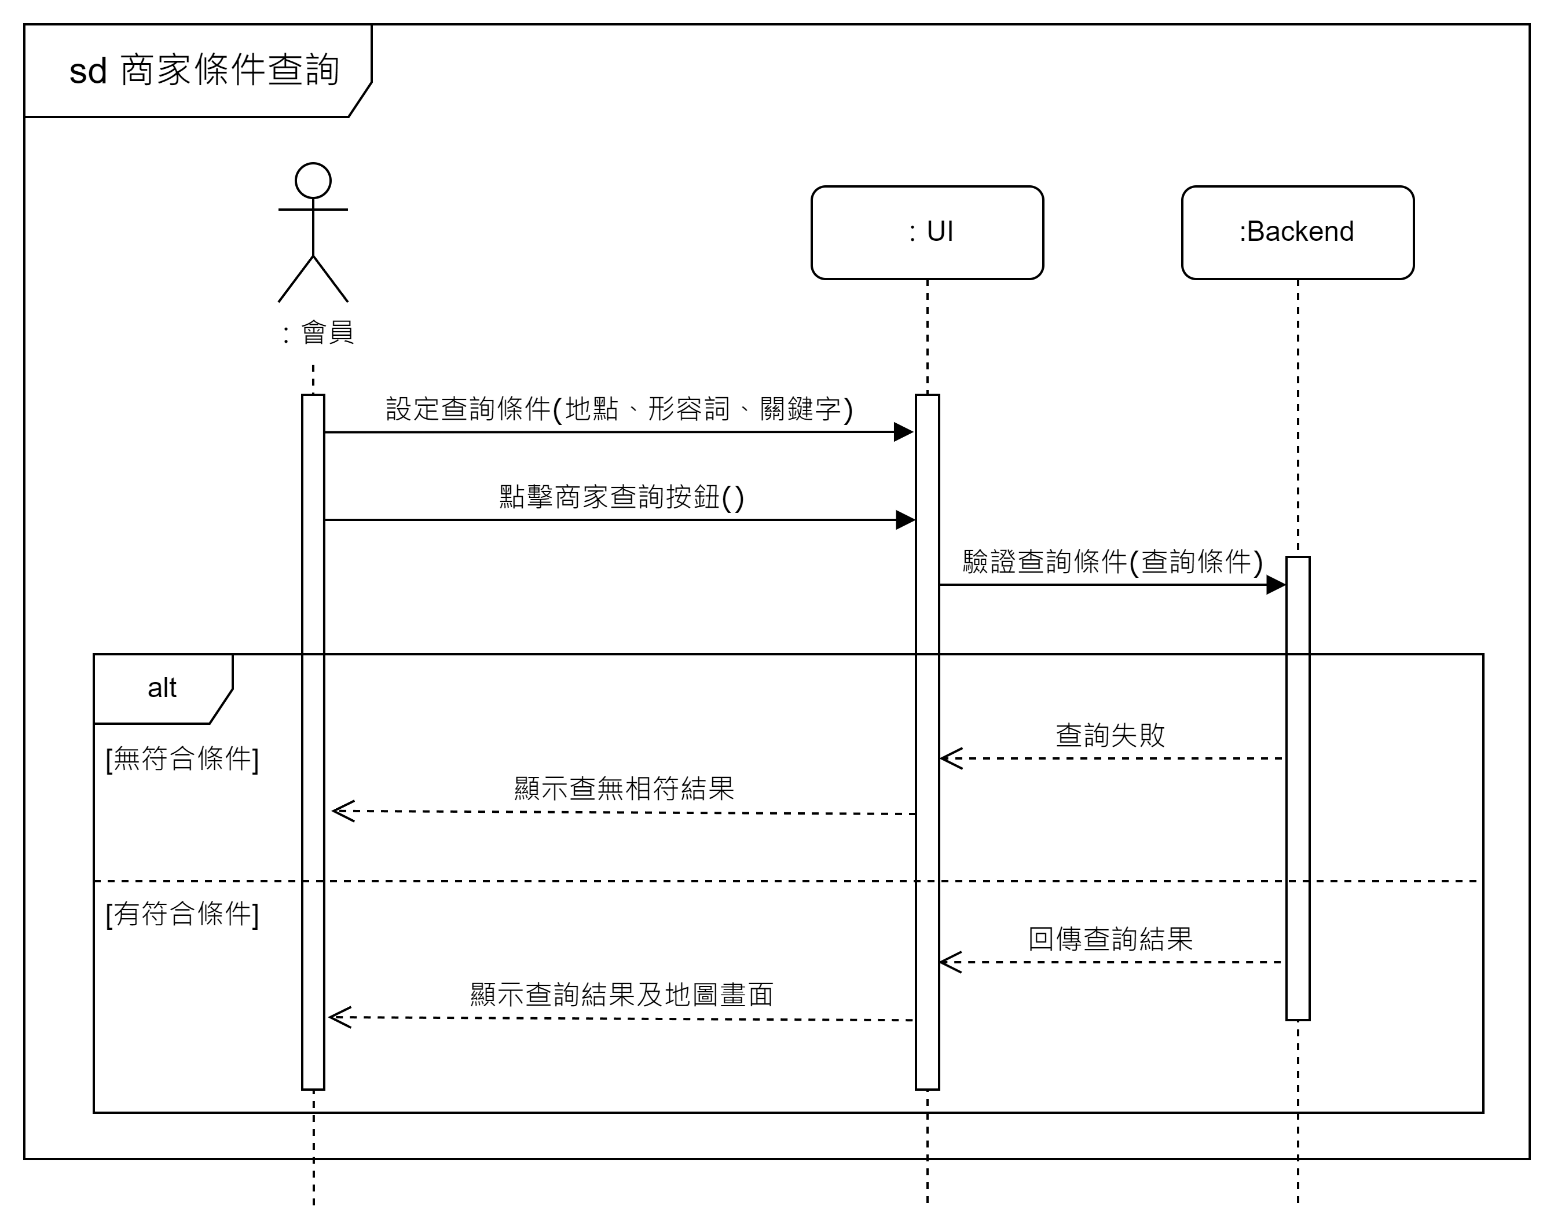 sd 商家條件查詢
: UI
:Backend
: 會員
設定查詢條件(地點、形容詞、關鍵字)
點擊商家查詢按鈕()
驗證查詢條件(查詢條件)
alt
查詢失敗
[無符合條件]
顯示查無相符結果
[有符合條件]
回傳查詢結果
顯示查詢結果及地圖畫面